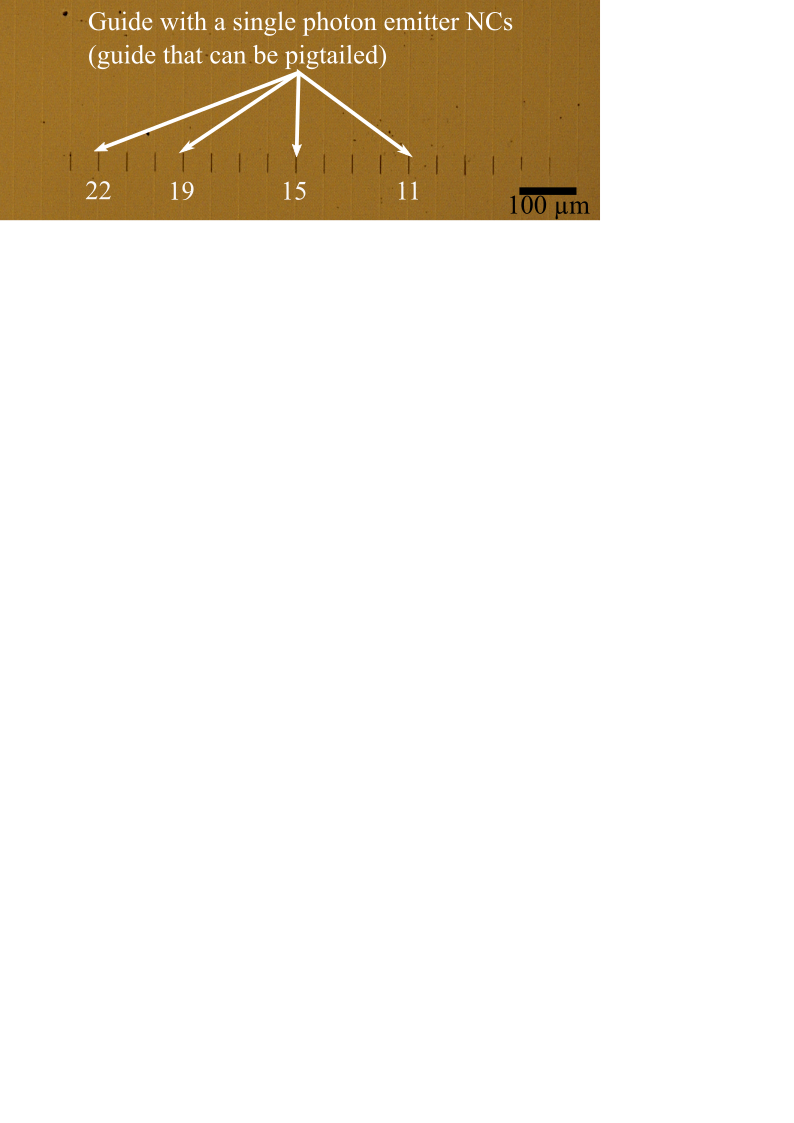 Guide with a single photon emitter NCs
(guide that can be pigtailed)
22 19 15 11
100 µm